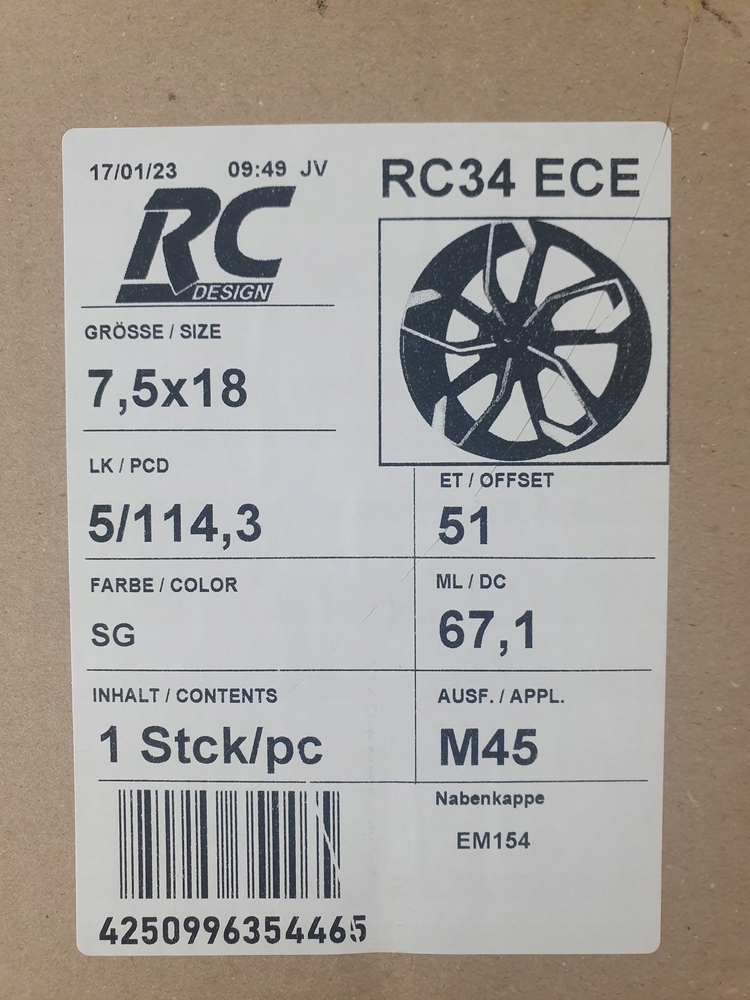 17/01/23 09:49 JV
RC34 ECE
RC
DESIGN
GRÖSSE / SIZE
7,5x18
LK / PCD
5/114,3
ET / OFFSET
51
FARBE / COLOR
SG
ML / DC
67,1
INHALT / CONTENTS
1 Stck/pc
AUSF. / APPL.
M45
Nabenkappe
EM154
4250996354465